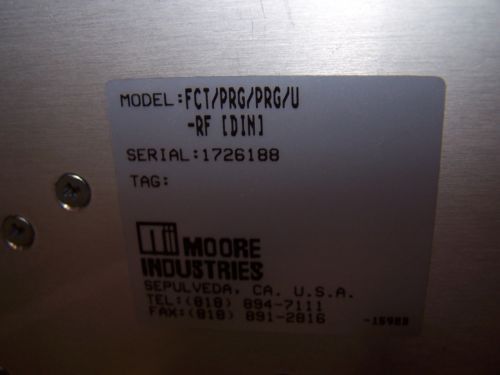 MODEL:FCT/PRG/PRG/U
-RF [DIN]
SERIAL:1726188
TAG:
MOORE
INDUSTRIES
SEPULVEDA, CA. U.S.A.
TEL:(818) 894-7111
FAX:(818) 891-2816